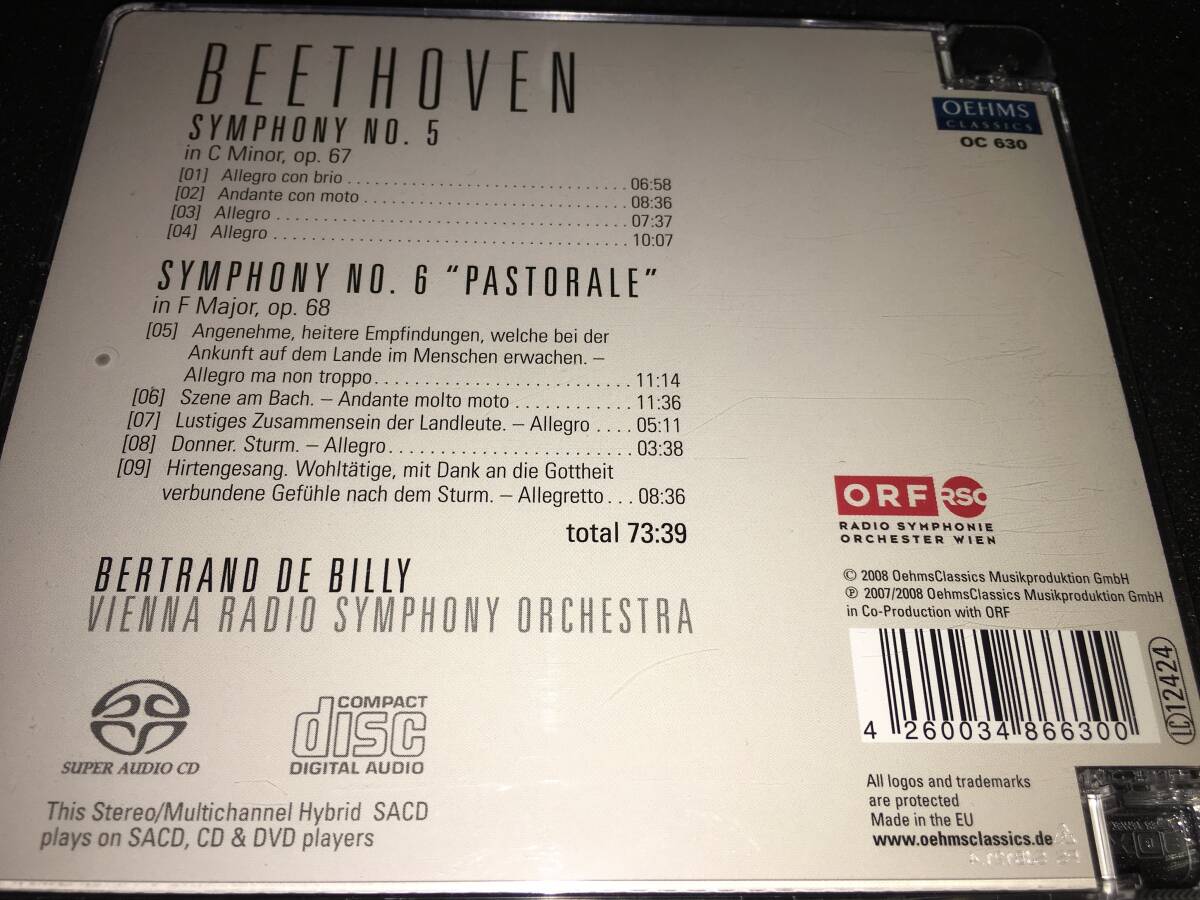 BEETHOVEN
SYMPHONY NO. 5
in C Minor, op. 67
[01] Allegro con brio ............................ 06:58
[02] Andante con moto ............................ 08:36
[03] Allegro .................................... 07:37
[04] Allegro .................................... 10:07
SYMPHONY NO. 6 “PASTORALE”
in F Major, op. 68
[05] Angenehme, heitere Empfindungen, welche bei der
Ankunft auf dem Lande im Menschen erwachen. –
Allegro ma non troppo.......................... 11:14
[06] Szene am Bach. – Andante molto moto ............ 11:36
[07] Lustiges Zusammensein der Landleute. – Allegro .... 05:11
[08] Donner. Sturm. – Allegro......................... 03:38
[09] Hirtengesang. Wohltätige, mit Dank an die Gottheit
verbundene Gefühle nach dem Sturm. – Allegretto... 08:36
total 73:39
BERTRAND DE BILLY
VIENNA RADIO SYMPHONY ORCHESTRA
SUPER AUDIO CD
COMPACT
disc
DIGITAL AUDIO
This Stereo/Multichannel Hybrid SACD
plays on SACD, CD & DVD players
OEHMS
CLASSICS
OC 630
ORF RSO
RADIO SYMPHONIE
ORCHESTER WIEN
© 2008 OehmsClassics Musikproduktion GmbH
℗ 2007/2008 OehmsClassics Musikproduktion GmbH
in Co-Production with ORF
4 260034 866300
LC 12424
All logos and trademarks
are protected
Made in the EU
www.oehmsclassics.de